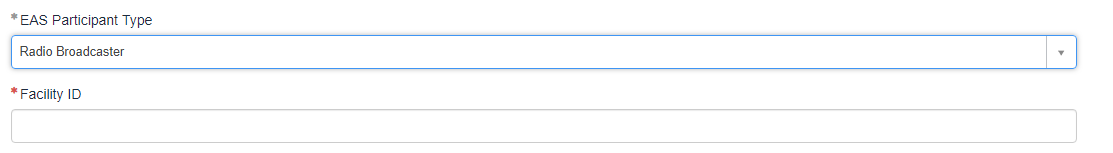 *EAS Participant Type
Radio Broadcaster
*Facility ID